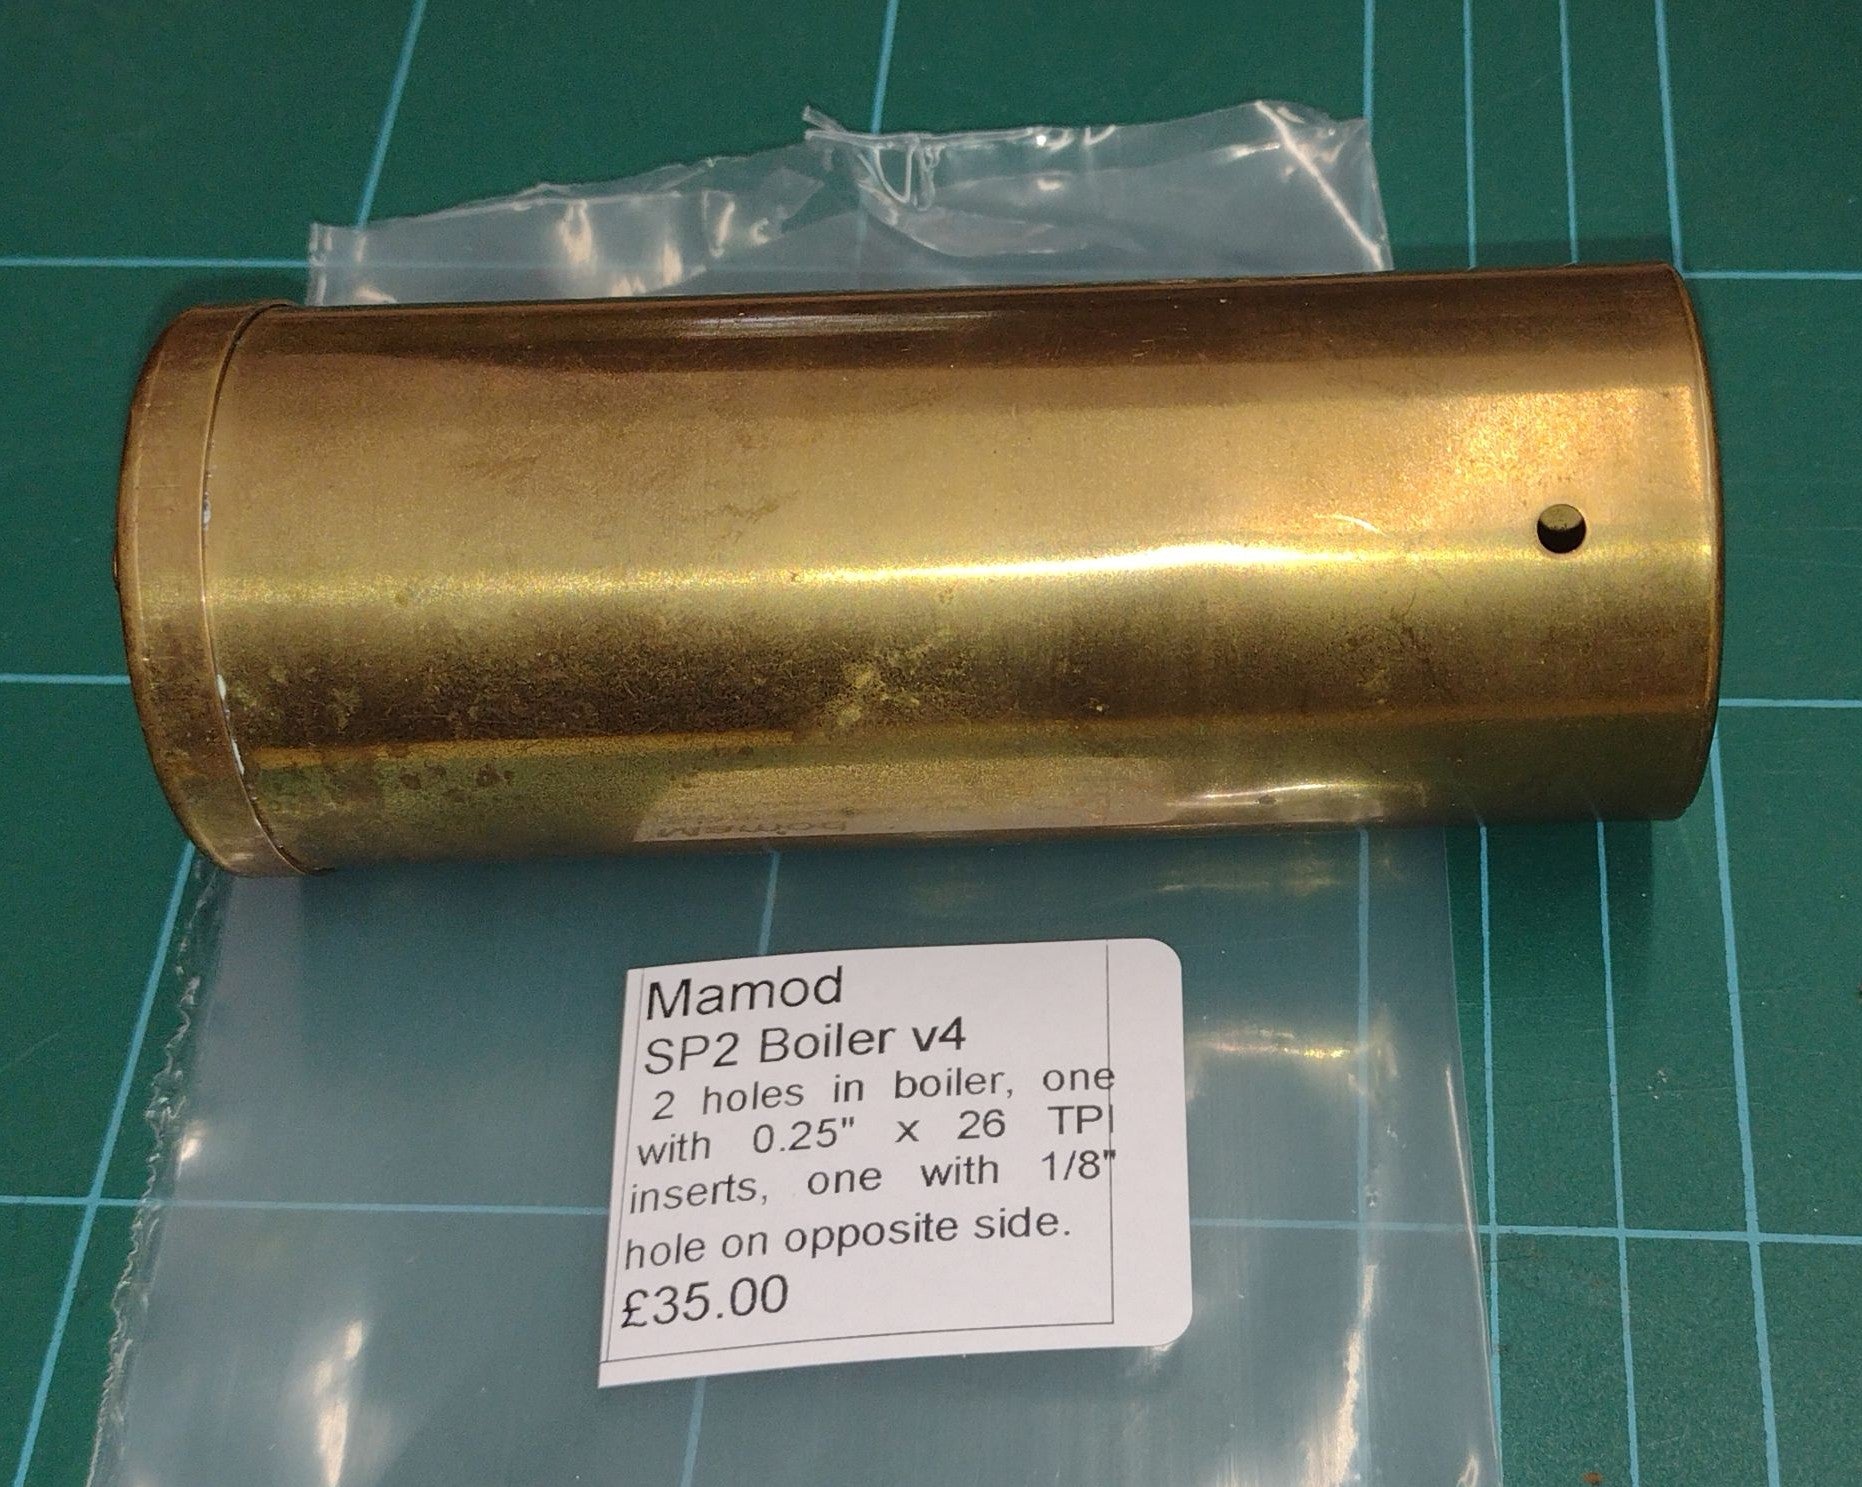 Mamod
SP2 Boiler v4
2 holes in boiler, one
with 0.25" x 26 TPI
inserts, one with 1/8"
hole on opposite side.
£35.00